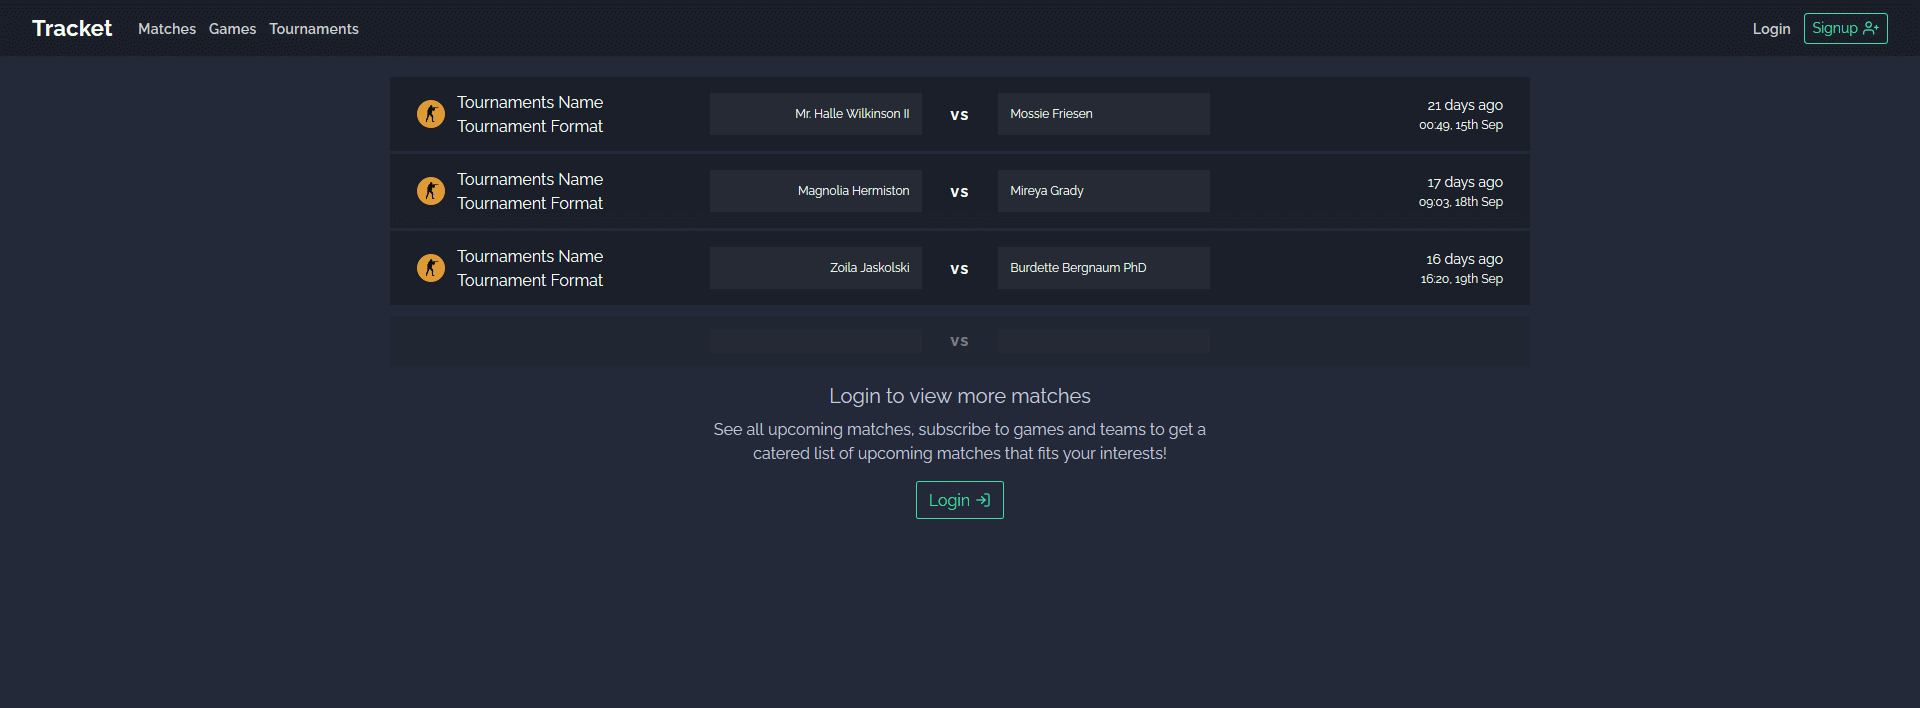 Tracket Matches Games Tournaments Login Signup
Tournaments Name
Tournament Format
Mr. Halle Wilkinson II vs Mossie Friesen
21 days ago
00:49, 15th Sep
Tournaments Name
Tournament Format
Magnolia Hermiston vs Mireya Grady
17 days ago
09:03, 18th Sep
Tournaments Name
Tournament Format
Zoila Jaskolski vs Burdette Bergnaum PhD
16 days ago
16:20, 19th Sep
vs
Login to view more matches
See all upcoming matches, subscribe to games and teams to get a
catered list of upcoming matches that fits your interests!
Login